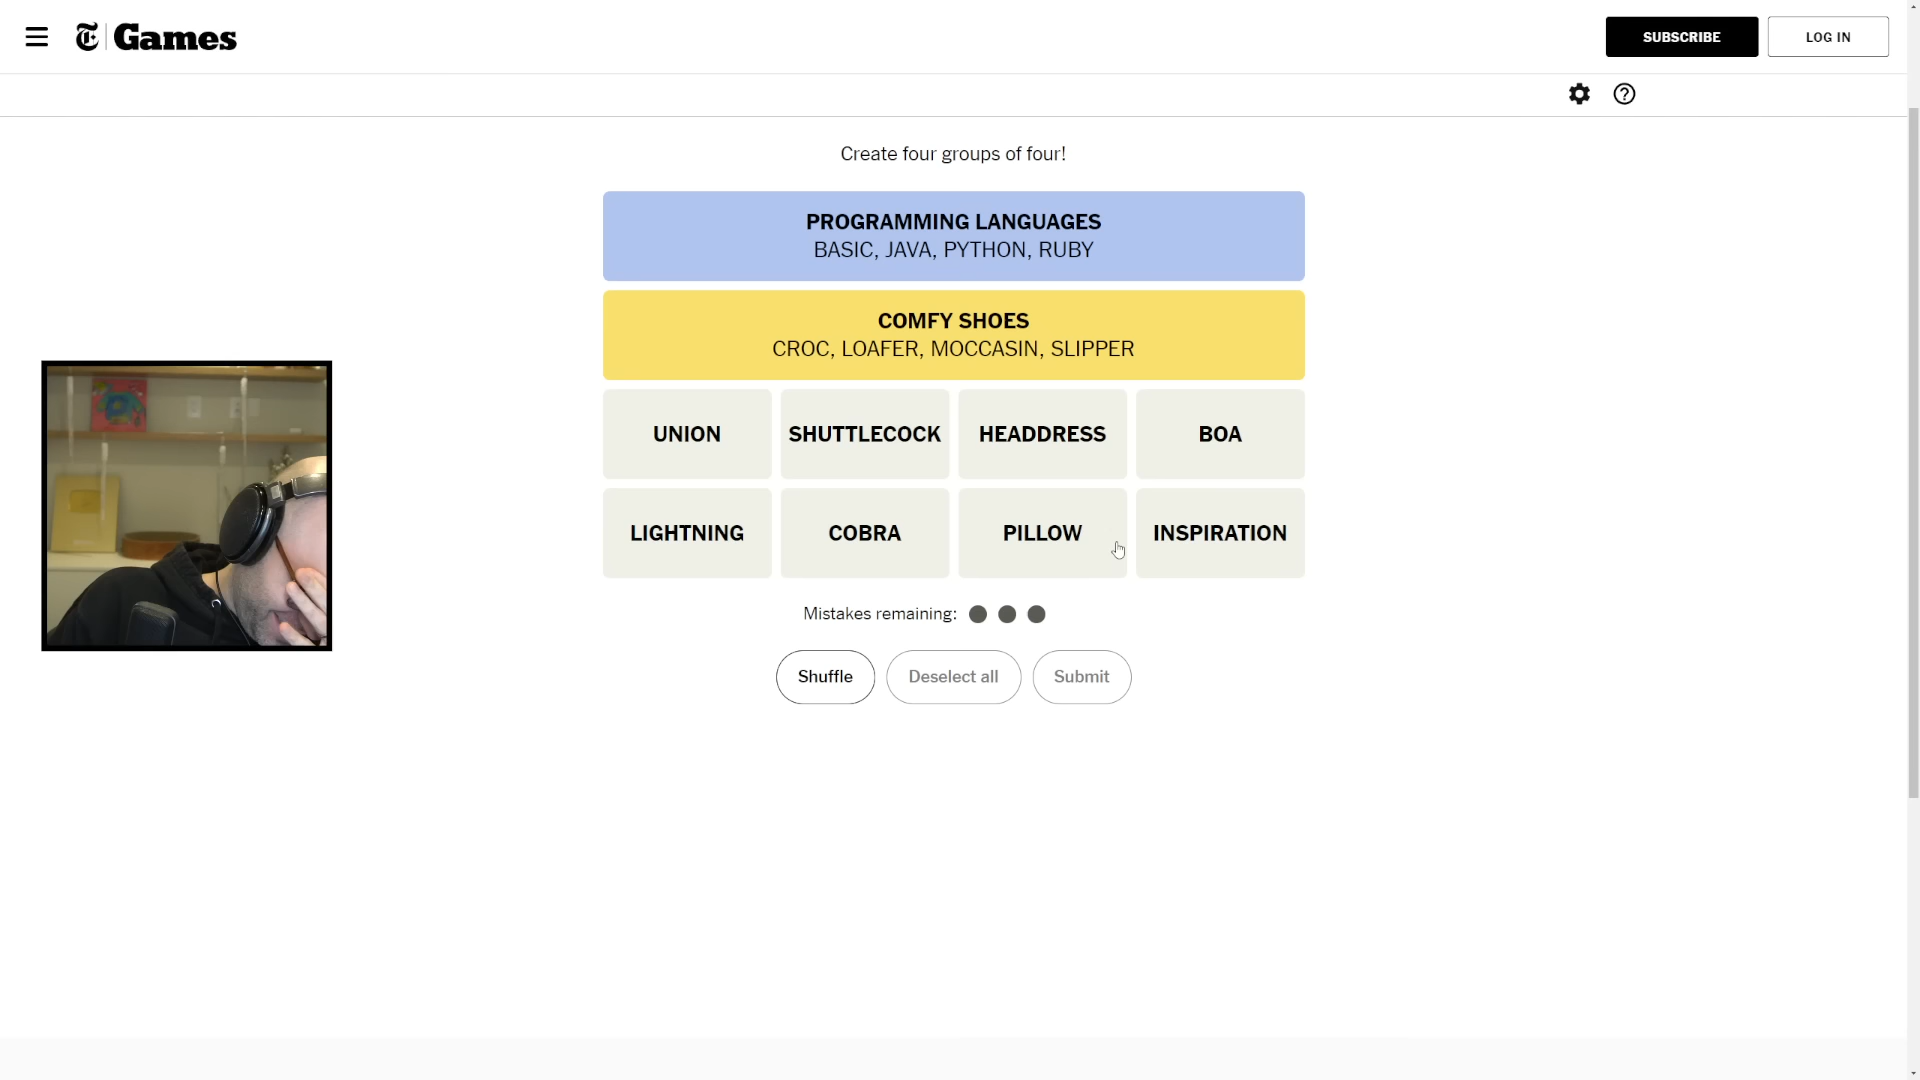 T Games
SUBSCRIBE
LOG IN
Create four groups of four!
PROGRAMMING LANGUAGES
BASIC, JAVA, PYTHON, RUBY
COMFY SHOES
CROC, LOAFER, MOCCASIN, SLIPPER
UNION SHUTTLECOCK HEADDRESS BOA
LIGHTNING COBRA PILLOW INSPIRATION
Mistakes remaining:
Shuffle Deselect all Submit